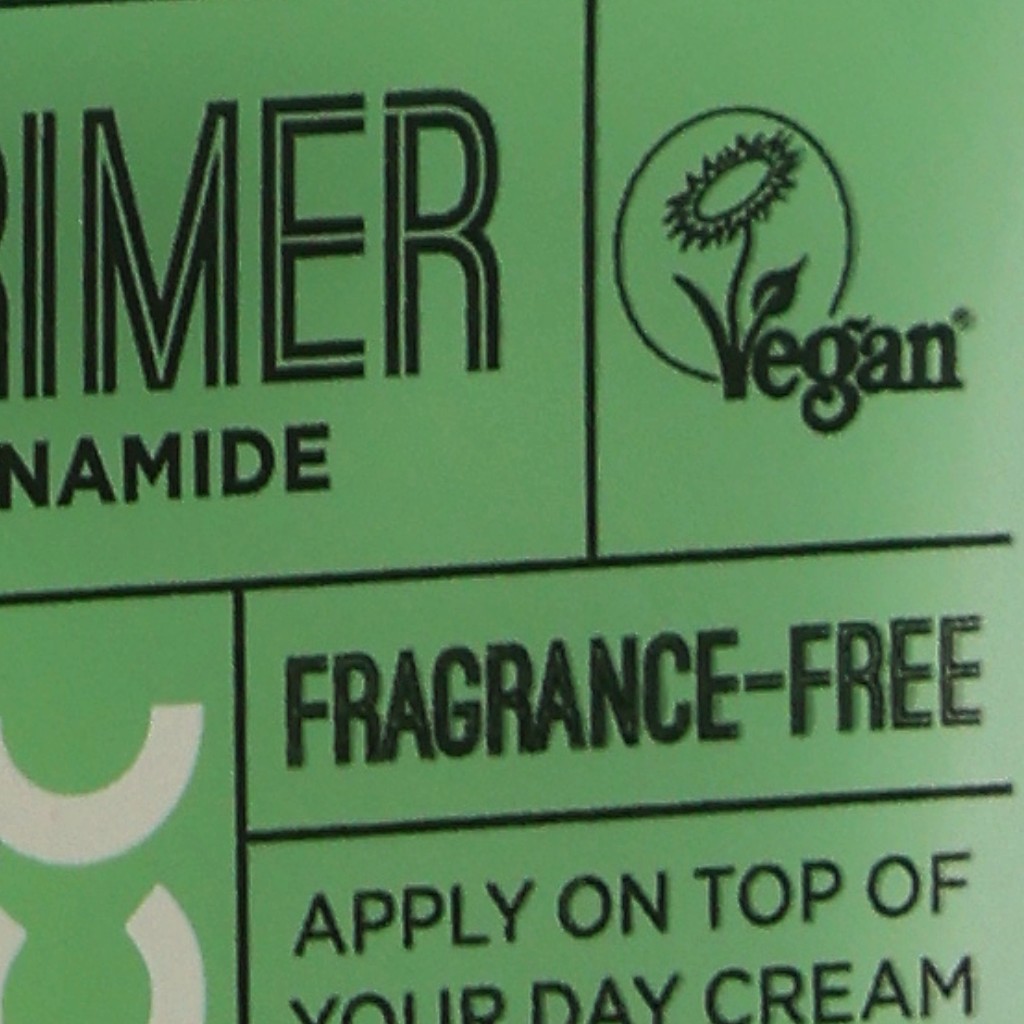 RIMER
NAMIDE
Vegan®
FRAGRANCE-FREE
APPLY ON TOP OF
YOUR DAY CREAM